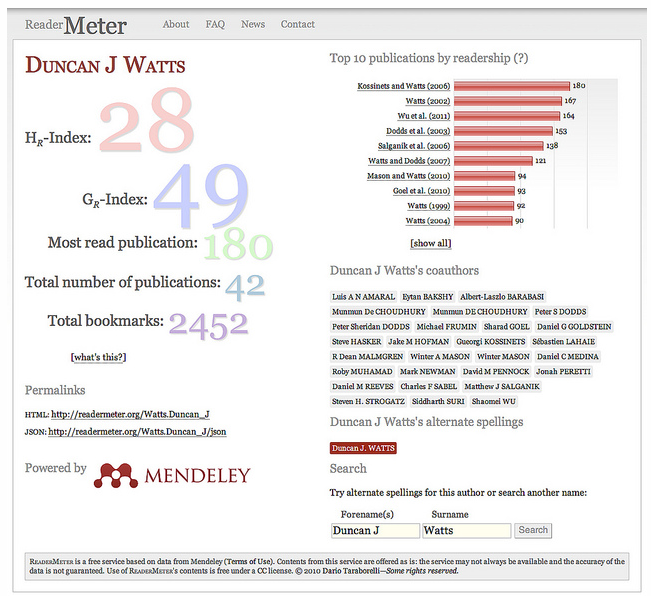 ReaderMeter
About FAQ News Contact
Duncan J Watts
HR-Index: 28
GR-Index: 49
Most read publication: 180
Total number of publications: 42
Total bookmarks: 2452
[what's this?]
Permalinks
HTML: http://readermeter.org/Watts.Duncan_J
JSON: http://readermeter.org/Watts.Duncan_J/json
Powered by MENDELEY
Top 10 publications by readership (?)
Kossinets and Watts (2006) 180
Watts (2002) 167
Wu et al. (2011) 164
Dodds et al. (2003) 153
Salganik et al. (2006) 138
Watts and Dodds (2007) 121
Mason and Watts (2010) 94
Goel et al. (2010) 93
Watts (1999) 92
Watts (2004) 90
[show all]
Duncan J Watts's coauthors
Luis A N AMARAL Eytan BAKSHY Albert-Laszlo BARABASI
Munmun De CHOUDHURY Munmun DE CHOUDHURY Peter S DODDS
Peter Sheridan DODDS Michael FRUMIN Sharad GOEL Daniel G GOLDSTEIN
Steve HASKER Jake M HOFMAN Gueorgi KOSSINETS Sébastien LAHAIE
R Dean MALMGREN Winter A MASON Winter MASON Daniel C MEDINA
Roby MUHAMAD Mark NEWMAN David M PENNOCK Jonah PERETTI
Daniel M REEVES Charles F SABEL Matthew J SALGANIK
Steven H. STROGATZ Siddharth SURI Shaomei WU
Duncan J Watts's alternate spellings
Duncan J. WATTS
Search
Try alternate spellings for this author or search another name:
Forename(s) Surname
Duncan J Watts Search
ReaderMeter is a free service based on data from Mendeley (Terms of Use). Contents from this service are offered as is: the service may not always be available and the accuracy of the
data is not guaranteed. Use of ReaderMeter's contents is free under a CC license. © 2010 Dario Taraborelli—Some rights reserved.